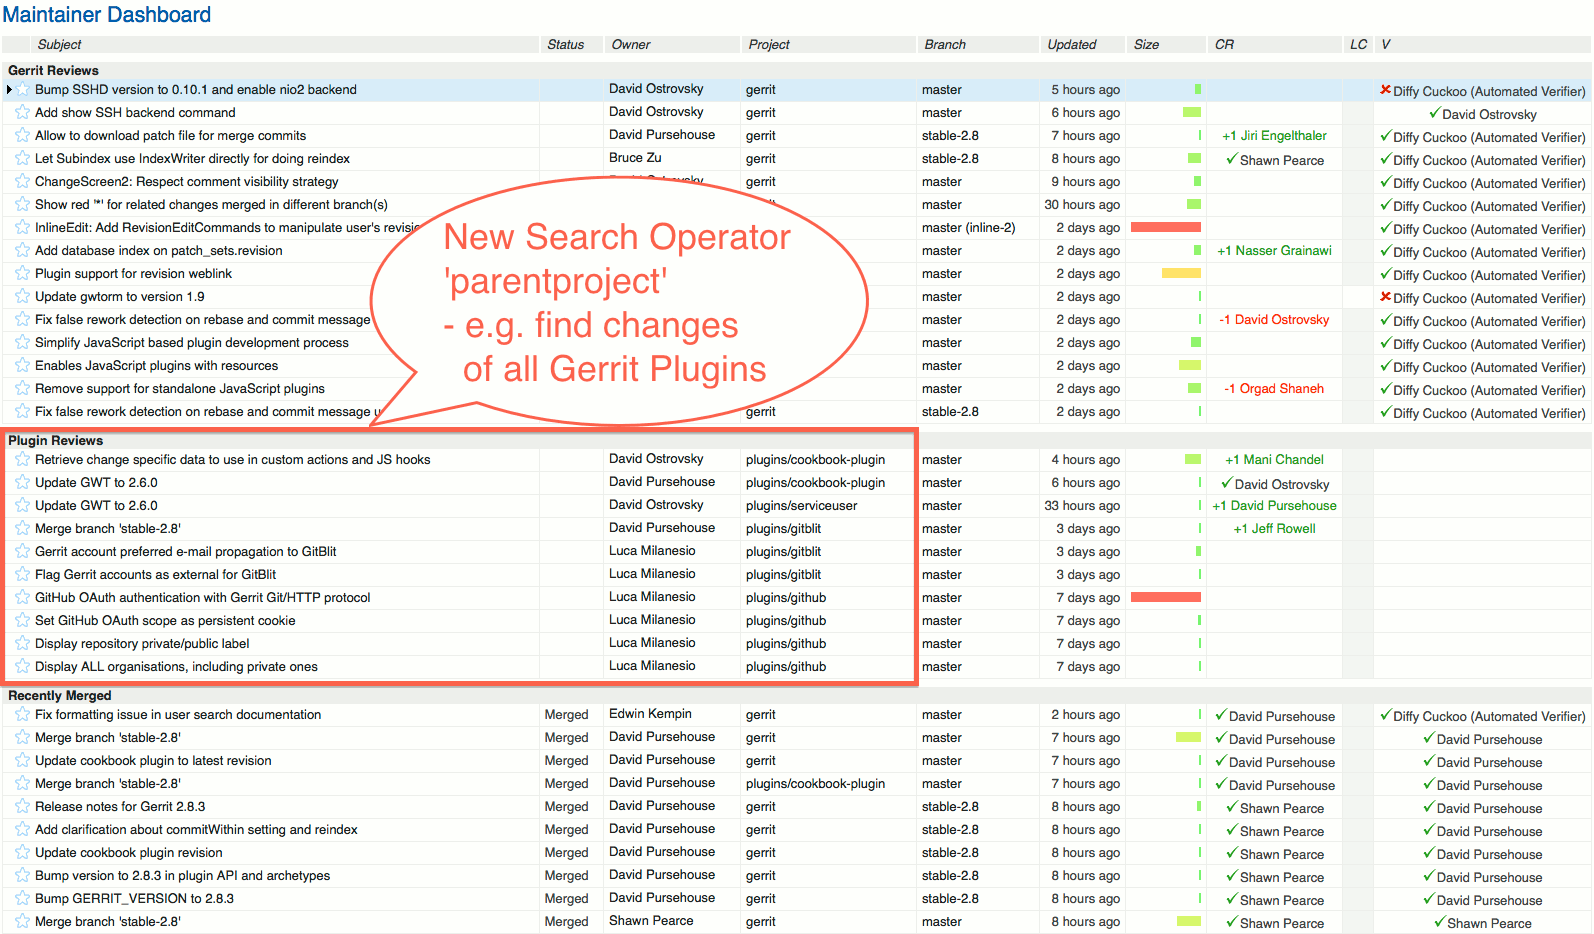 Maintainer Dashboard
Subject Status Owner Project Branch Updated Size CR LC V
Gerrit Reviews
Bump SSHD version to 0.10.1 and enable nio2 backend David Ostrovsky gerrit master 5 hours ago Diffy Cuckoo (Automated Verifier)
Add show SSH backend command David Ostrovsky gerrit master 6 hours ago David Ostrovsky
Allow to download patch file for merge commits David Pursehouse gerrit stable-2.8 7 hours ago +1 Jiri Engelthaler Diffy Cuckoo (Automated Verifier)
Let Subindex use IndexWriter directly for doing reindex Bruce Zu gerrit stable-2.8 8 hours ago Shawn Pearce Diffy Cuckoo (Automated Verifier)
ChangeScreen2: Respect comment visibility strategy gerrit master 9 hours ago Diffy Cuckoo (Automated Verifier)
Show red '*' for related changes merged in different branch(s) master 30 hours ago Diffy Cuckoo (Automated Verifier)
InlineEdit: Add RevisionEditCommands to manipulate user's master (inline-2) 2 days ago Diffy Cuckoo (Automated Verifier)
Add database index on patch_sets.revision master 2 days ago +1 Nasser Grainawi Diffy Cuckoo (Automated Verifier)
Plugin support for revision weblink master 2 days ago Diffy Cuckoo (Automated Verifier)
Update gwtorm to version 1.9 master 2 days ago Diffy Cuckoo (Automated Verifier)
Fix false rework detection on rebase and commit message master 2 days ago -1 David Ostrovsky Diffy Cuckoo (Automated Verifier)
Simplify JavaScript based plugin development process master 2 days ago Diffy Cuckoo (Automated Verifier)
Enables JavaScript plugins with resources master 2 days ago Diffy Cuckoo (Automated Verifier)
Remove support for standalone JavaScript plugins master 2 days ago -1 Orgad Shaneh Diffy Cuckoo (Automated Verifier)
Fix false rework detection on rebase and commit message gerrit stable-2.8 2 days ago Diffy Cuckoo (Automated Verifier)
New Search Operator
'parentproject'
- e.g. find changes
of all Gerrit Plugins
Plugin Reviews
Retrieve change specific data to use in custom actions and JS hooks David Ostrovsky plugins/cookbook-plugin master 4 hours ago +1 Mani Chandel
Update GWT to 2.6.0 David Pursehouse plugins/cookbook-plugin master 6 hours ago David Ostrovsky
Update GWT to 2.6.0 David Ostrovsky plugins/serviceuser master 33 hours ago +1 David Pursehouse
Merge branch 'stable-2.8' David Pursehouse plugins/gitblit master 3 days ago +1 Jeff Rowell
Gerrit account preferred e-mail propagation to GitBlit Luca Milanesio plugins/gitblit master 3 days ago
Flag Gerrit accounts as external for GitBlit Luca Milanesio plugins/gitblit master 3 days ago
GitHub OAuth authentication with Gerrit Git/HTTP protocol Luca Milanesio plugins/github master 7 days ago
Set GitHub OAuth scope as persistent cookie Luca Milanesio plugins/github master 7 days ago
Display repository private/public label Luca Milanesio plugins/github master 7 days ago
Display ALL organisations, including private ones Luca Milanesio plugins/github master 7 days ago
Recently Merged
Fix formatting issue in user search documentation Merged Edwin Kempin gerrit master 2 hours ago David Pursehouse Diffy Cuckoo (Automated Verifier)
Merge branch 'stable-2.8' Merged David Pursehouse gerrit master 7 hours ago David Pursehouse David Pursehouse
Update cookbook plugin to latest revision Merged David Pursehouse gerrit master 7 hours ago David Pursehouse David Pursehouse
Merge branch 'stable-2.8' Merged David Pursehouse plugins/cookbook-plugin master 7 hours ago David Pursehouse David Pursehouse
Release notes for Gerrit 2.8.3 Merged David Pursehouse gerrit stable-2.8 8 hours ago Shawn Pearce David Pursehouse
Add clarification about commitWithin setting and reindex Merged David Pursehouse gerrit stable-2.8 8 hours ago Shawn Pearce David Pursehouse
Update cookbook plugin revision Merged David Pursehouse gerrit stable-2.8 8 hours ago Shawn Pearce David Pursehouse
Bump version to 2.8.3 in plugin API and archetypes Merged David Pursehouse gerrit stable-2.8 8 hours ago Shawn Pearce David Pursehouse
Bump GERRIT_VERSION to 2.8.3 Merged David Pursehouse gerrit stable-2.8 8 hours ago Shawn Pearce David Pursehouse
Merge branch 'stable-2.8' Merged Shawn Pearce gerrit master 8 hours ago Shawn Pearce Shawn Pearce